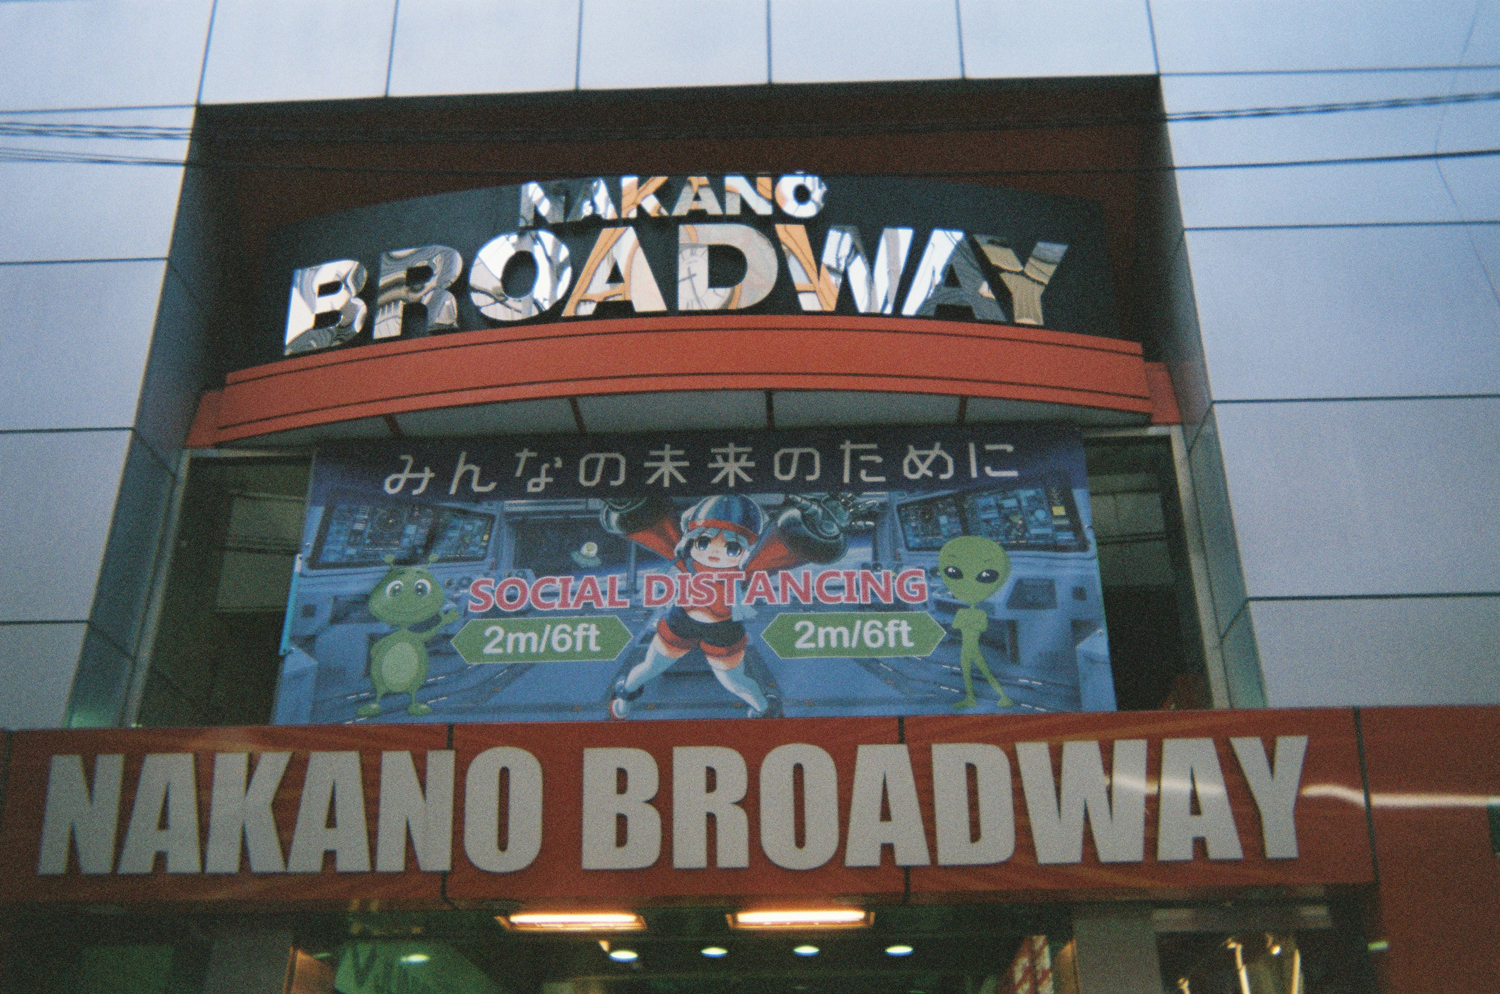 NAKANO
BROADWAY
みんなの未来のために
SOCIAL DISTANCING
2m/6ft
2m/6ft
NAKANO BROADWAY